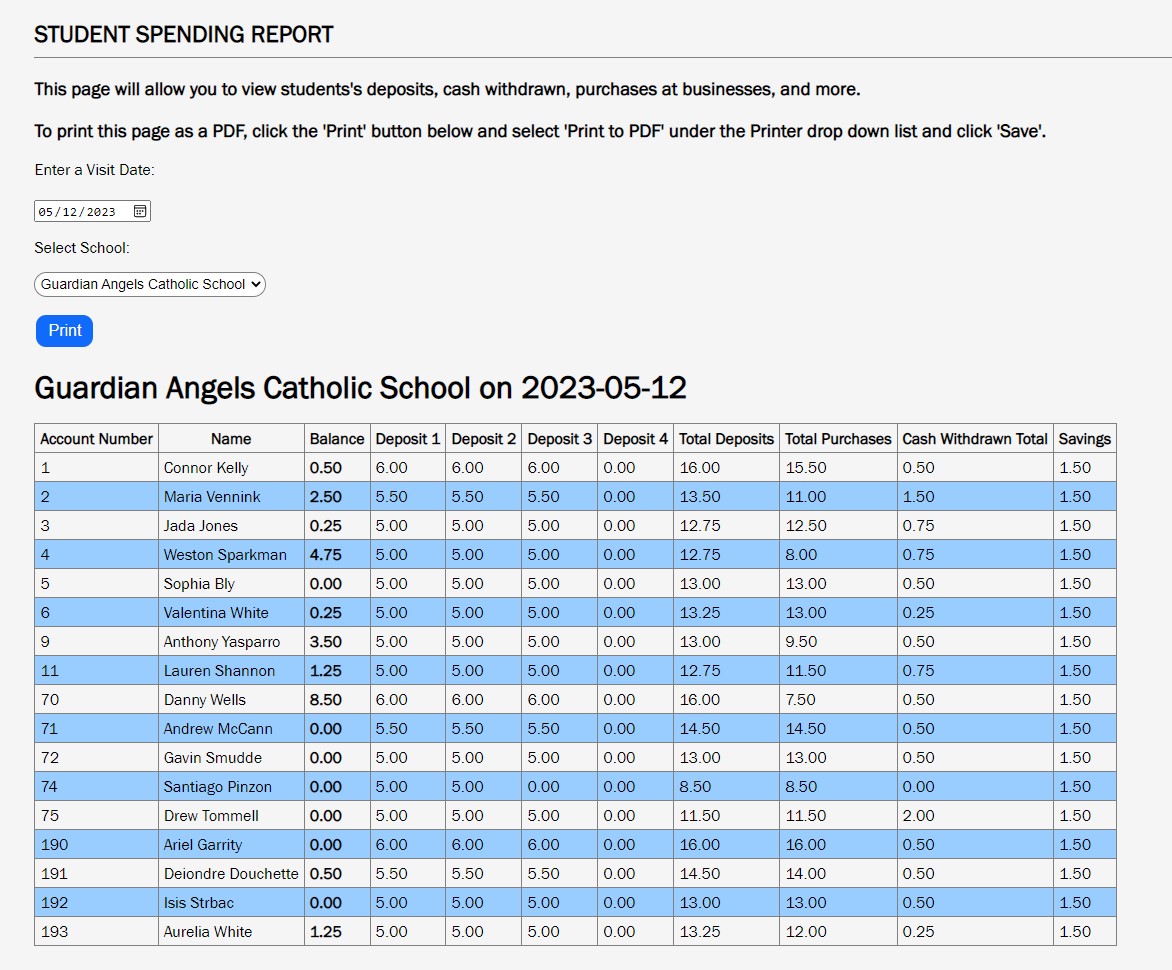 STUDENT SPENDING REPORT
This page will allow you to view students's deposits, cash withdrawn, purchases at businesses, and more.
To print this page as a PDF, click the 'Print' button below and select 'Print to PDF' under the Printer drop down list and click 'Save'.
Enter a Visit Date:
05/12/2023
Select School:
Guardian Angels Catholic School
Print
Guardian Angels Catholic School on 2023-05-12
Account Number Name Balance Deposit 1 Deposit 2 Deposit 3 Deposit 4 Total Deposits Total Purchases Cash Withdrawn Total Savings
1 Connor Kelly 0.50 6.00 6.00 6.00 0.00 16.00 15.50 0.50 1.50
2 Maria Vennink 2.50 5.50 5.50 5.50 0.00 13.50 11.00 1.50 1.50
3 Jada Jones 0.25 5.00 5.00 5.00 0.00 12.75 12.50 0.75 1.50
4 Weston Sparkman 4.75 5.00 5.00 5.00 0.00 12.75 8.00 0.75 1.50
5 Sophia Bly 0.00 5.00 5.00 5.00 0.00 13.00 13.00 0.50 1.50
6 Valentina White 0.25 5.00 5.00 5.00 0.00 13.25 13.00 0.25 1.50
9 Anthony Yasparro 3.50 5.00 5.00 5.00 0.00 13.00 9.50 0.50 1.50
11 Lauren Shannon 1.25 5.00 5.00 5.00 0.00 12.75 11.50 0.75 1.50
70 Danny Wells 8.50 6.00 6.00 6.00 0.00 16.00 7.50 0.50 1.50
71 Andrew McCann 0.00 5.50 5.50 5.50 0.00 14.50 14.50 0.50 1.50
72 Gavin Smudde 0.00 5.00 5.00 5.00 0.00 13.00 13.00 0.50 1.50
74 Santiago Pinzon 0.00 5.00 5.00 0.00 0.00 8.50 8.50 0.00 1.50
75 Drew Tommell 0.00 5.00 5.00 5.00 0.00 11.50 11.50 2.00 1.50
190 Ariel Garrity 0.00 6.00 6.00 6.00 0.00 16.00 16.00 0.50 1.50
191 Deiondre Douchette 0.50 5.50 5.50 5.50 0.00 14.50 14.00 0.50 1.50
192 Isis Strbac 0.00 5.00 5.00 5.00 0.00 13.00 13.00 0.50 1.50
193 Aurelia White 1.25 5.00 5.00 5.00 0.00 13.25 12.00 0.25 1.50